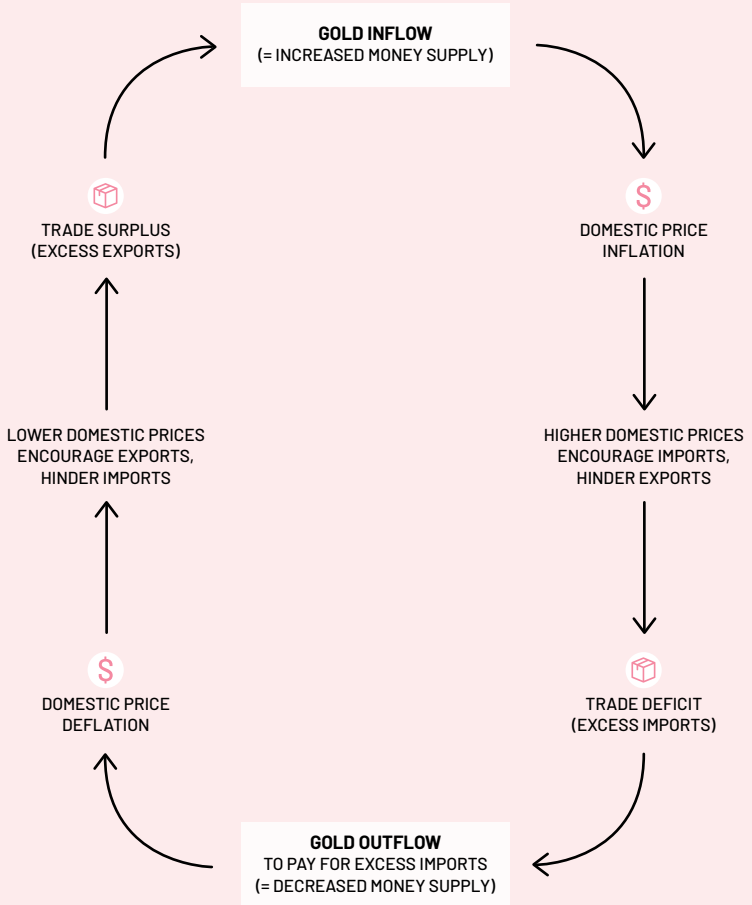 GOLD INFLOW
(= INCREASED MONEY SUPPLY)
$
DOMESTIC PRICE
INFLATION
HIGHER DOMESTIC PRICES
ENCOURAGE IMPORTS,
HINDER EXPORTS
TRADE DEFICIT
(EXCESS IMPORTS)
GOLD OUTFLOW
TO PAY FOR EXCESS IMPORTS
(= DECREASED MONEY SUPPLY)
$
DOMESTIC PRICE
DEFLATION
LOWER DOMESTIC PRICES
ENCOURAGE EXPORTS,
HINDER IMPORTS
TRADE SURPLUS
(EXCESS EXPORTS)